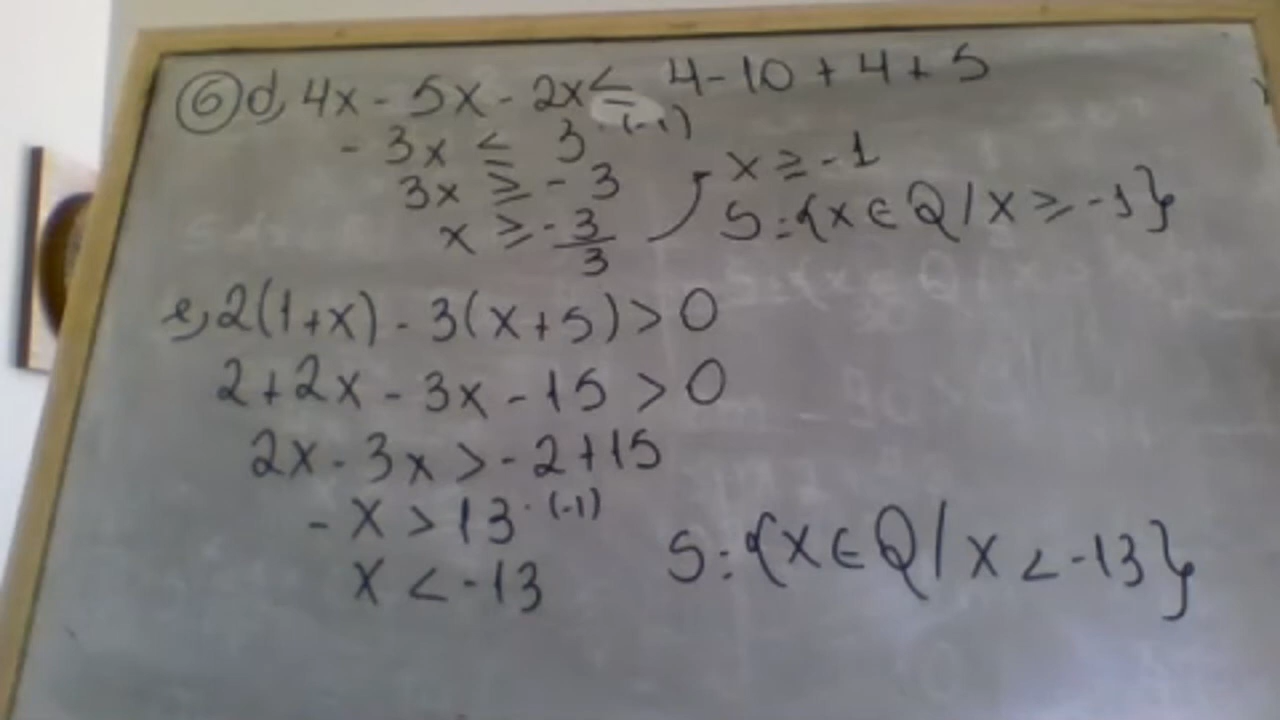 6 d, 4x - 5x - 2x ≤ 4 - 10 + 4 + 5
- 3x ≤ 3 · (-1)
3x ≥ - 3
x ≥ - 3/3
x ≥ - 1
S: {x ∈ Q / x ≥ - 1}
e, 2(1+x) - 3(x+5) > 0
2 + 2x - 3x - 15 > 0
2x - 3x > - 2 + 15
- x > 13 · (-1)
x < - 13
S: {x ∈ Q / x < - 13}